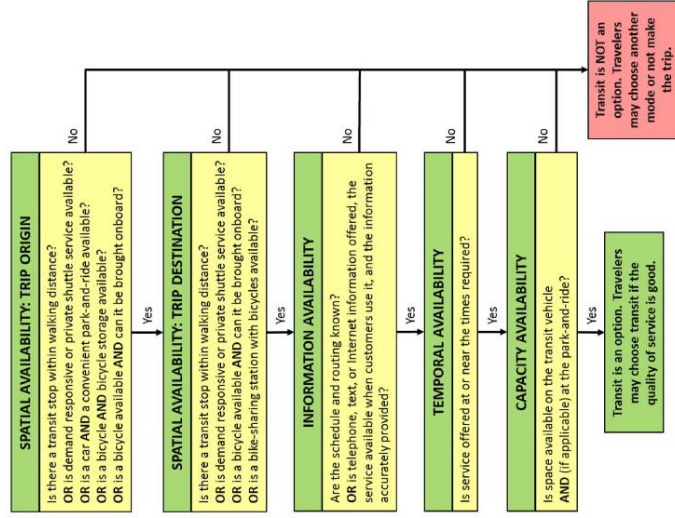 SPATIAL AVAILABILITY: TRIP ORIGIN
Is there a transit stop within walking distance?
OR is demand responsive or private shuttle service available?
OR is a car AND a convenient park-and-ride available?
OR is a bicycle AND bicycle storage available?
OR is a bicycle available AND can it be brought onboard?
No
Yes
SPATIAL AVAILABILITY: TRIP DESTINATION
Is there a transit stop within walking distance?
OR is demand responsive or private shuttle service available?
OR is a bicycle available AND can it be brought onboard?
OR is a bike-sharing station with bicycles available?
No
Yes
INFORMATION AVAILABILITY
Are the schedule and routing known?
OR is telephone, text, or Internet information offered, the
service available when customers use it, and the information
accurately provided?
No
Yes
TEMPORAL AVAILABILITY
Is service offered at or near the times required?
No
Yes
CAPACITY AVAILABILITY
Is space available on the transit vehicle
AND (if applicable) at the park-and-ride?
No
Yes
Transit is an option. Travelers
may choose transit if the
quality of service is good.
Transit is NOT an
option. Travelers
may choose another
mode or not make
the trip.